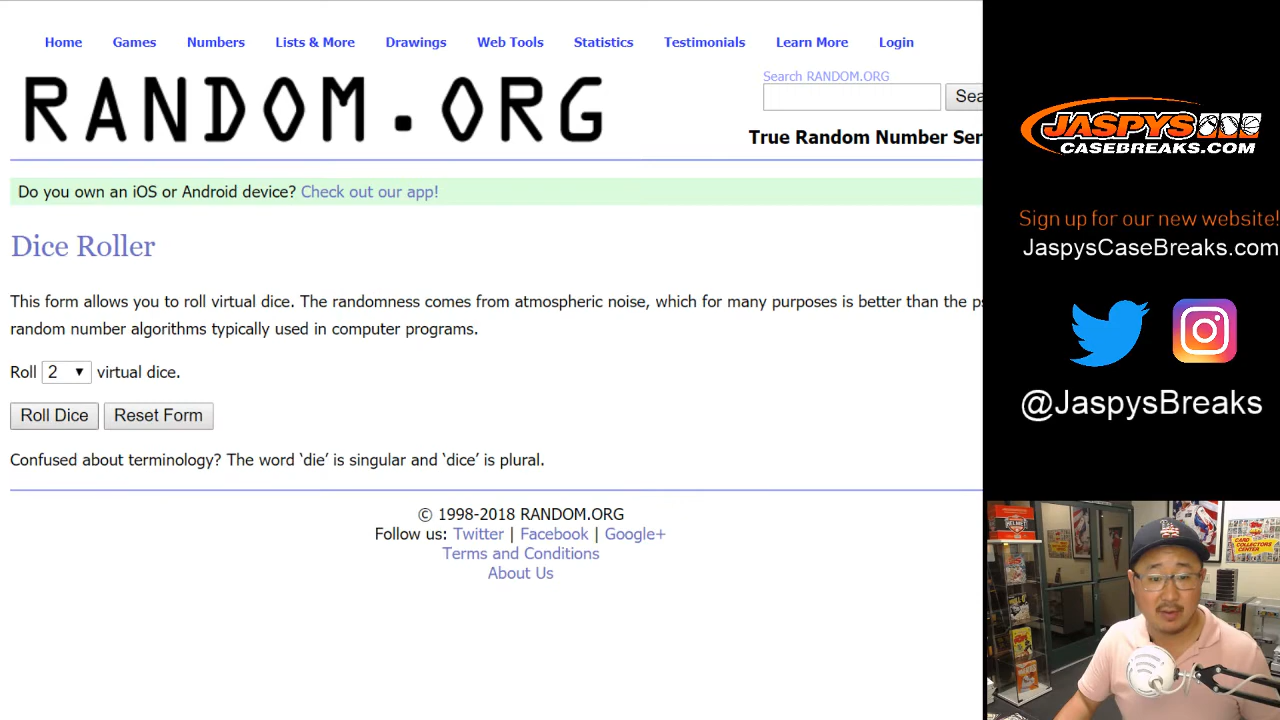 Home Games Numbers Lists & More Drawings Web Tools Statistics Testimonials Learn More Login
RANDOM.ORG
Search RANDOM.ORG
Sea
True Random Number Ser
Do you own an iOS or Android device? Check out our app!
Dice Roller
This form allows you to roll virtual dice. The randomness comes from atmospheric noise, which for many purposes is better than the ps
random number algorithms typically used in computer programs.
Roll 2 virtual dice.
Roll Dice Reset Form
Confused about terminology? The word ‘die’ is singular and ‘dice’ is plural.
© 1998-2018 RANDOM.ORG
Follow us: Twitter | Facebook | Google+
Terms and Conditions
About Us
JASPYS
CASEBREAKS.COM
Sign up for our new website!
JaspysCaseBreaks.com
@JaspysBreaks
CARD
COLLECTORS
CENTER